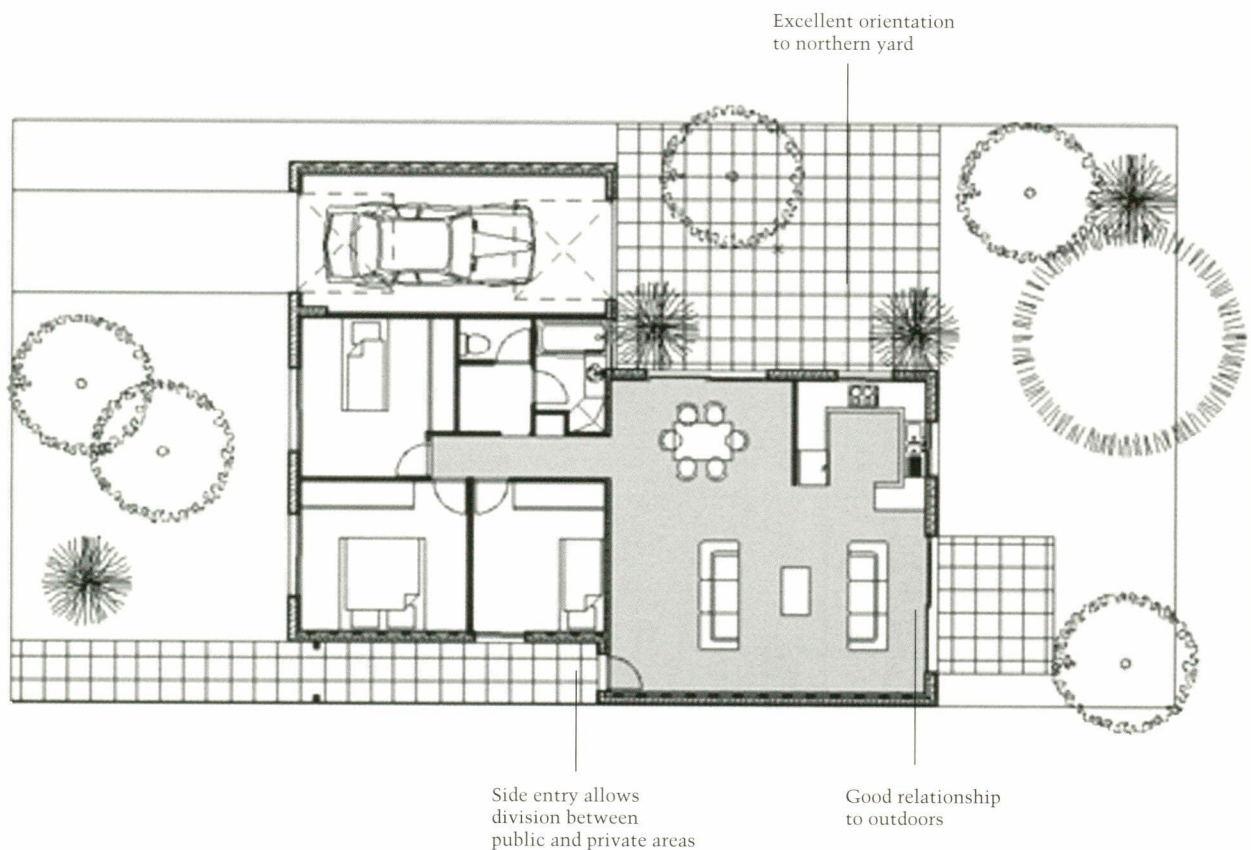 Excellent orientation
to northern yard
Side entry allows
division between
public and private areas
Good relationship
to outdoors